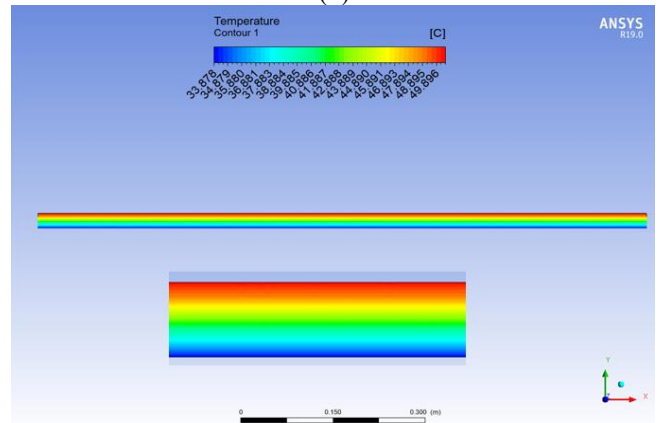 Temperature
Contour 1
[C]
ANSYS
R19.0
33.878
34.879
35.880
36.881
37.883
38.884
39.885
40.886
41.887
42.888
43.889
44.890
45.891
46.893
47.894
48.895
49.896
Y
Z
X
0
0.150
0.300 (m)